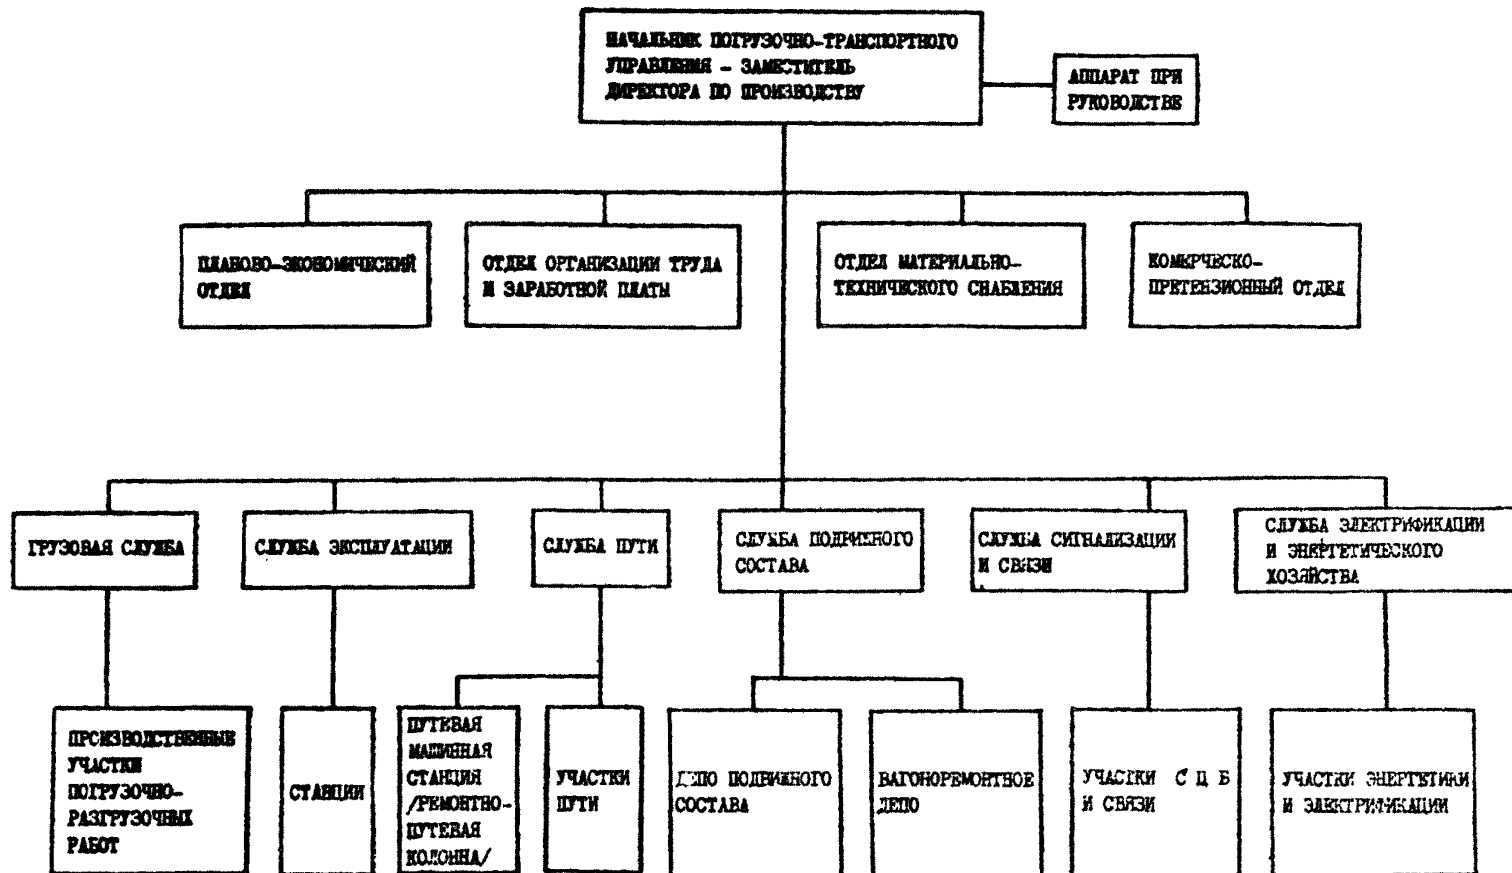 НАЧАЛЬНИК ПОГРУЗОЧНО-ТРАНСПОРТНОГО
УПРАВЛЕНИЯ - ЗАМЕСТИТЕЛЬ
ДИРЕКТОРА ПО ПРОИЗВОДСТВУ
АППАРАТ ПРИ
РУКОВОДСТВЕ
ПЛАНОВО-ЭКОНОМИЧЕСКИЙ
ОТДЕЛ
ОТДЕЛ ОРГАНИЗАЦИИ ТРУДА
И ЗАРАБОТНОЙ ПЛАТЫ
ОТДЕЛ МАТЕРИАЛЬНО-
ТЕХНИЧЕСКОГО СНАБЖЕНИЯ
КОМЕРЧЕСКО-
ПРЕТЕНЗИОННЫЙ ОТДЕЛ
ГРУЗОВАЯ СЛУЖБА
СЛУЖБА ЭКСПЛУАТАЦИИ
СЛУЖБА ПУТИ
СЛУЖБА ПОДВИЖНОГО
СОСТАВА
СЛУЖБА СИГНАЛИЗАЦИИ
И СВЯЗИ
СЛУЖБА ЭЛЕКТРИФИКАЦИИ
И ЭНЕРГЕТИЧЕСКОГО
ХОЗЯЙСТВА
ПРОИЗВОДСТВЕННЫЕ
УЧАСТКИ
ПОГРУЗОЧНО-
РАЗГРУЗОЧНЫХ
РАБОТ
СТАНЦИИ
ПУТЕВАЯ
МАШИННАЯ
СТАНЦИЯ
/РЕМОНТНО-
ПУТЕВАЯ
КОЛОННА/
УЧАСТКИ
ПУТИ
ДЕПО ПОДВИЖНОГО
СОСТАВА
ВАГОНОРЕМОНТНОЕ
ДЕПО
УЧАСТКИ С Ц Б
И СВЯЗИ
УЧАСТКИ ЭНЕРГЕТИКИ
И ЭЛЕКТРИФИКАЦИИ